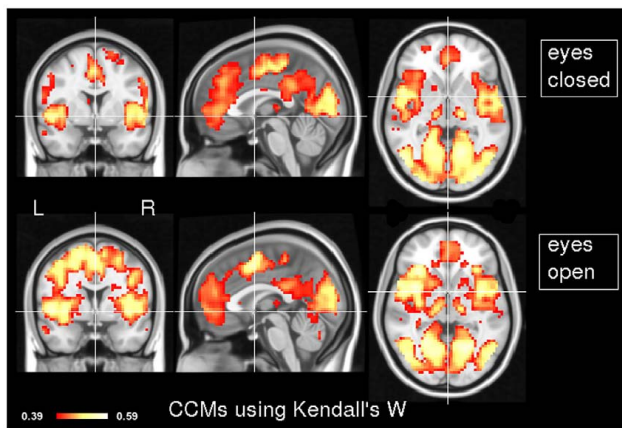 eyes
closed
L R
eyes
open
0.39 0.59 CCMs using Kendall's W